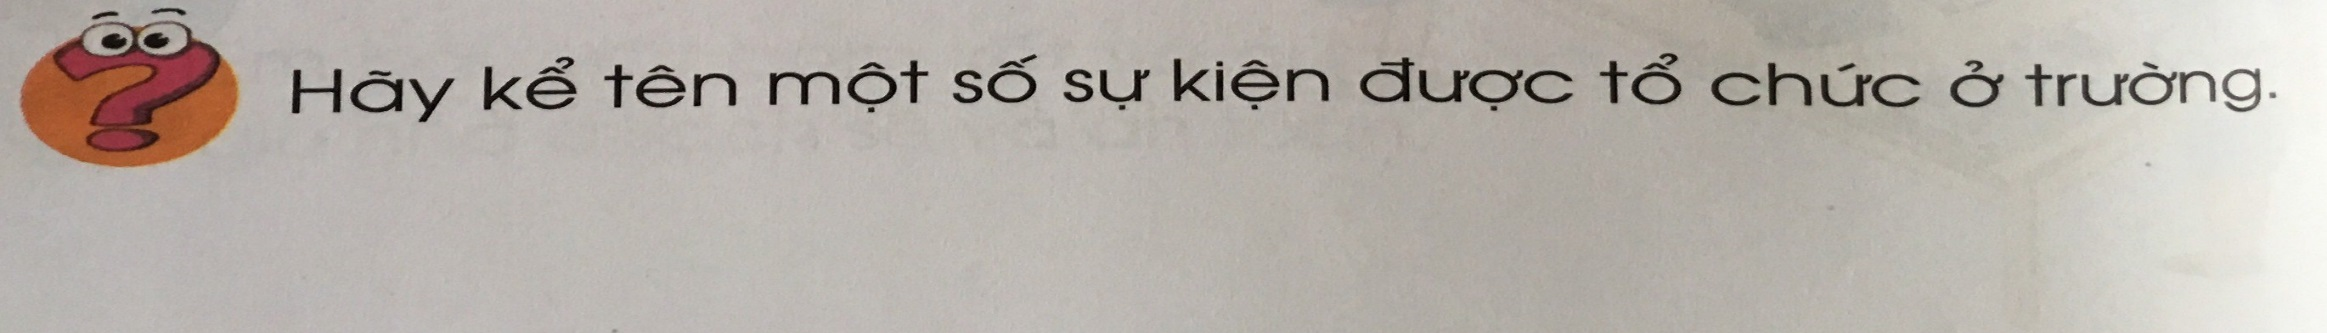 Hãy kể tên một số sự kiện được tổ chức ở trường.